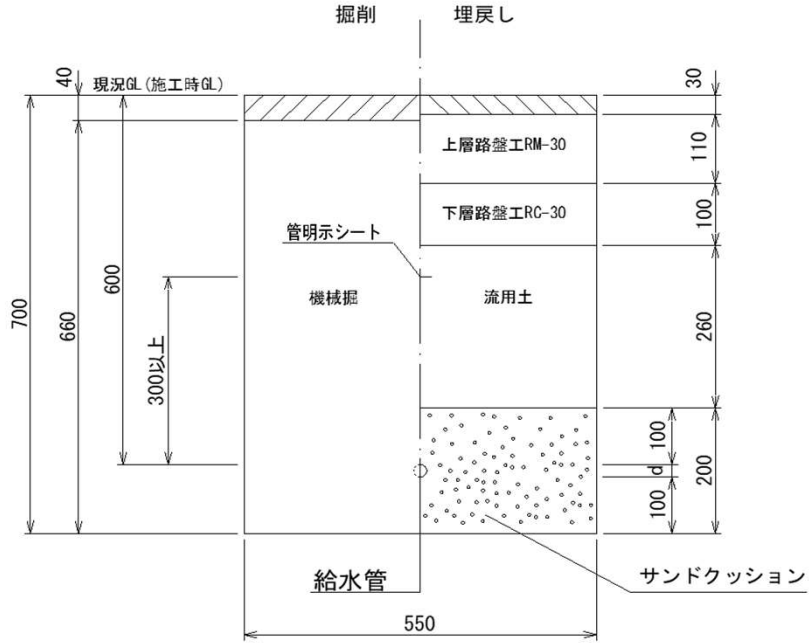 掘削 埋戻し
40
現況GL(施工時GL)
30
上層路盤工RM-30
110
下層路盤工RC-30
100
管明示シート
600
700
660
機械掘
流用土
260
300以上
100
d
200
100
給水管
サンドクッション
550